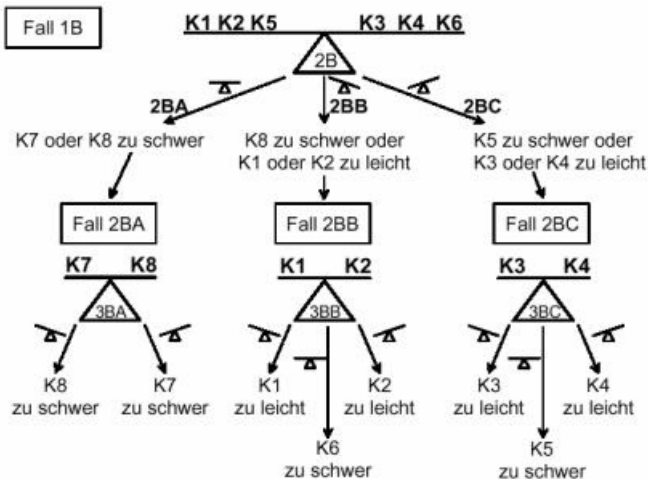 Fall 1B
K1 K2 K5 K3 K4 K6
2B
2BA 2BB 2BC
K7 oder K8 zu schwer
K8 zu schwer oder
K1 oder K2 zu leicht
K5 zu schwer oder
K3 oder K4 zu leicht
Fall 2BA
Fall 2BB
Fall 2BC
K7 K8
K1 K2
K3 K4
3BA
3BB
3BC
K8
zu schwer
K7
zu schwer
K1
zu leicht
K2
zu leicht
K3
zu leicht
K4
zu leicht
K6
zu schwer
K5
zu schwer